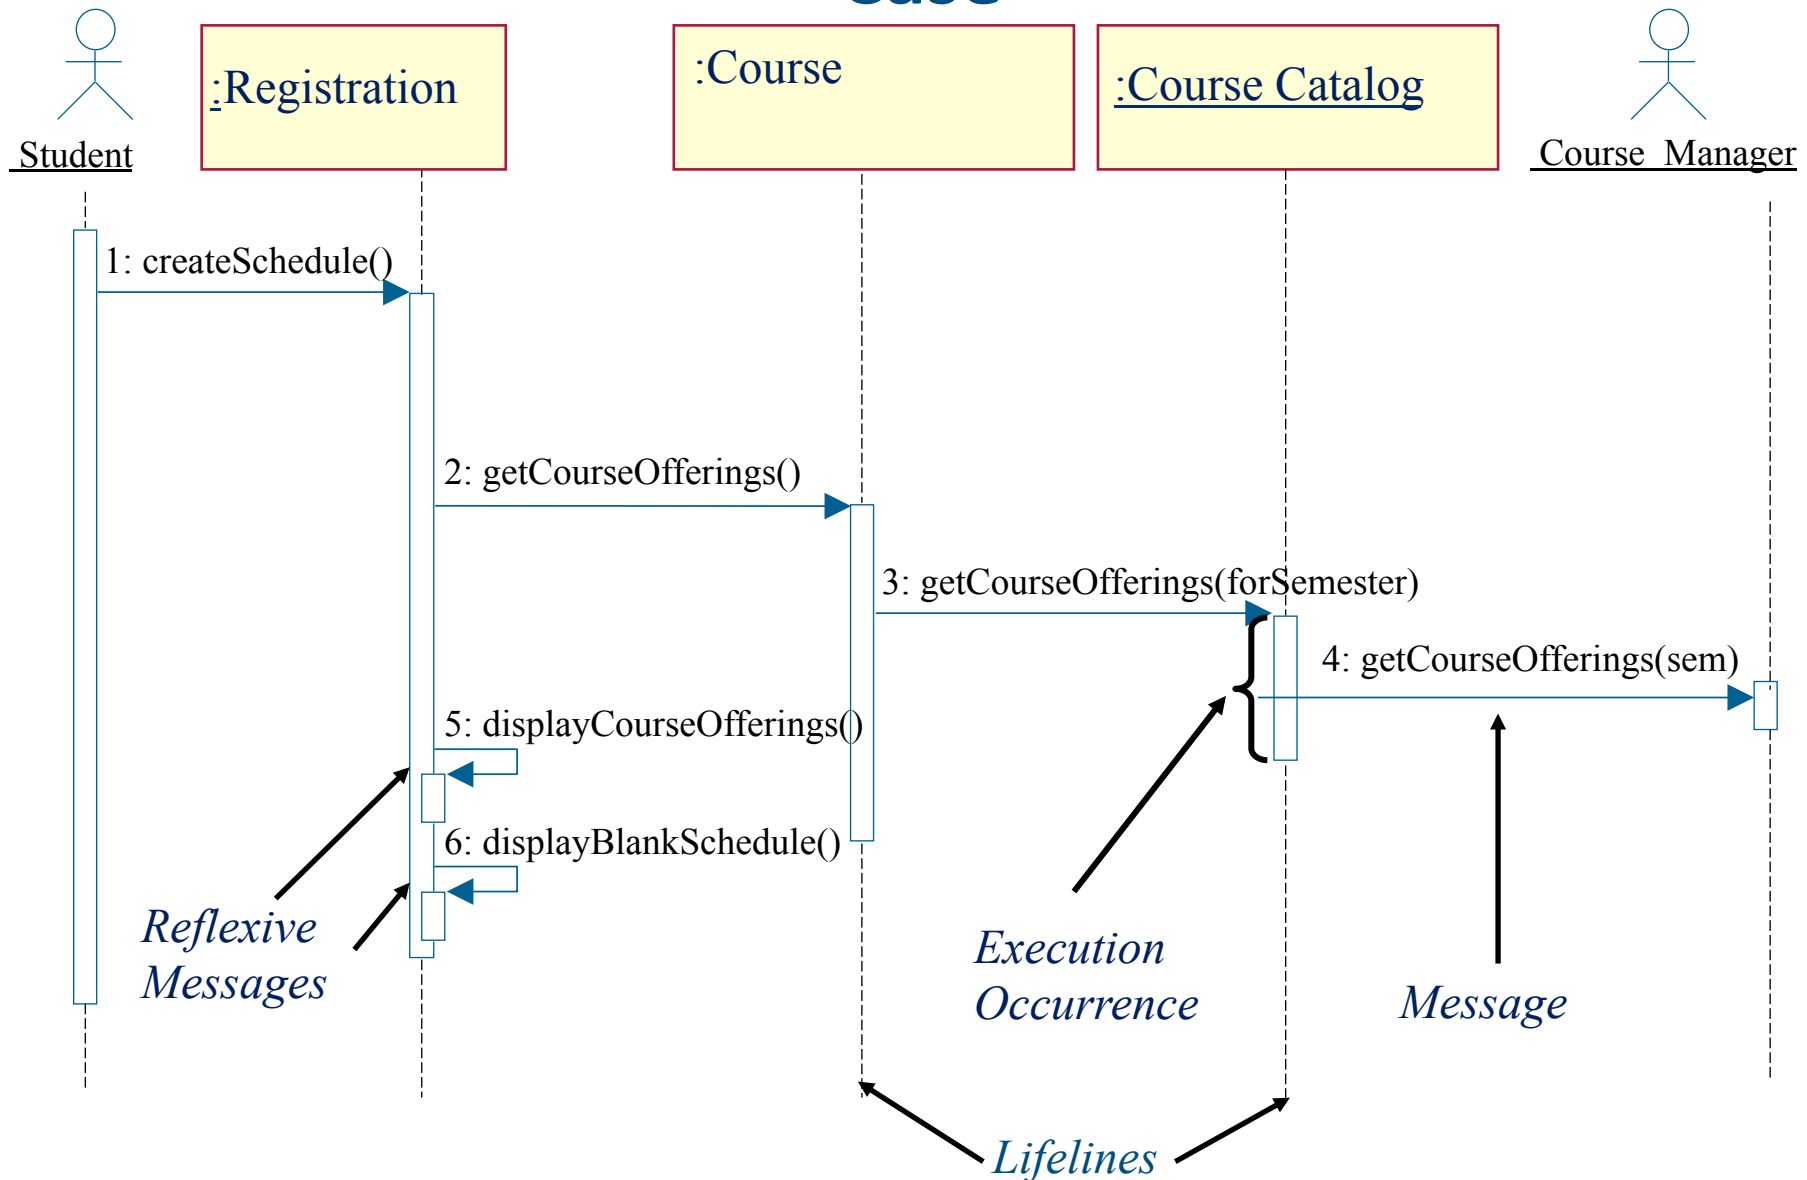 :Registration
:Course
:Course Catalog
Student
Course Manager
1: createSchedule()
2: getCourseOfferings()
3: getCourseOfferings(forSemester)
4: getCourseOfferings(sem)
5: displayCourseOfferings()
6: displayBlankSchedule()
Reflexive
Messages
Execution
Occurrence
Message
Lifelines